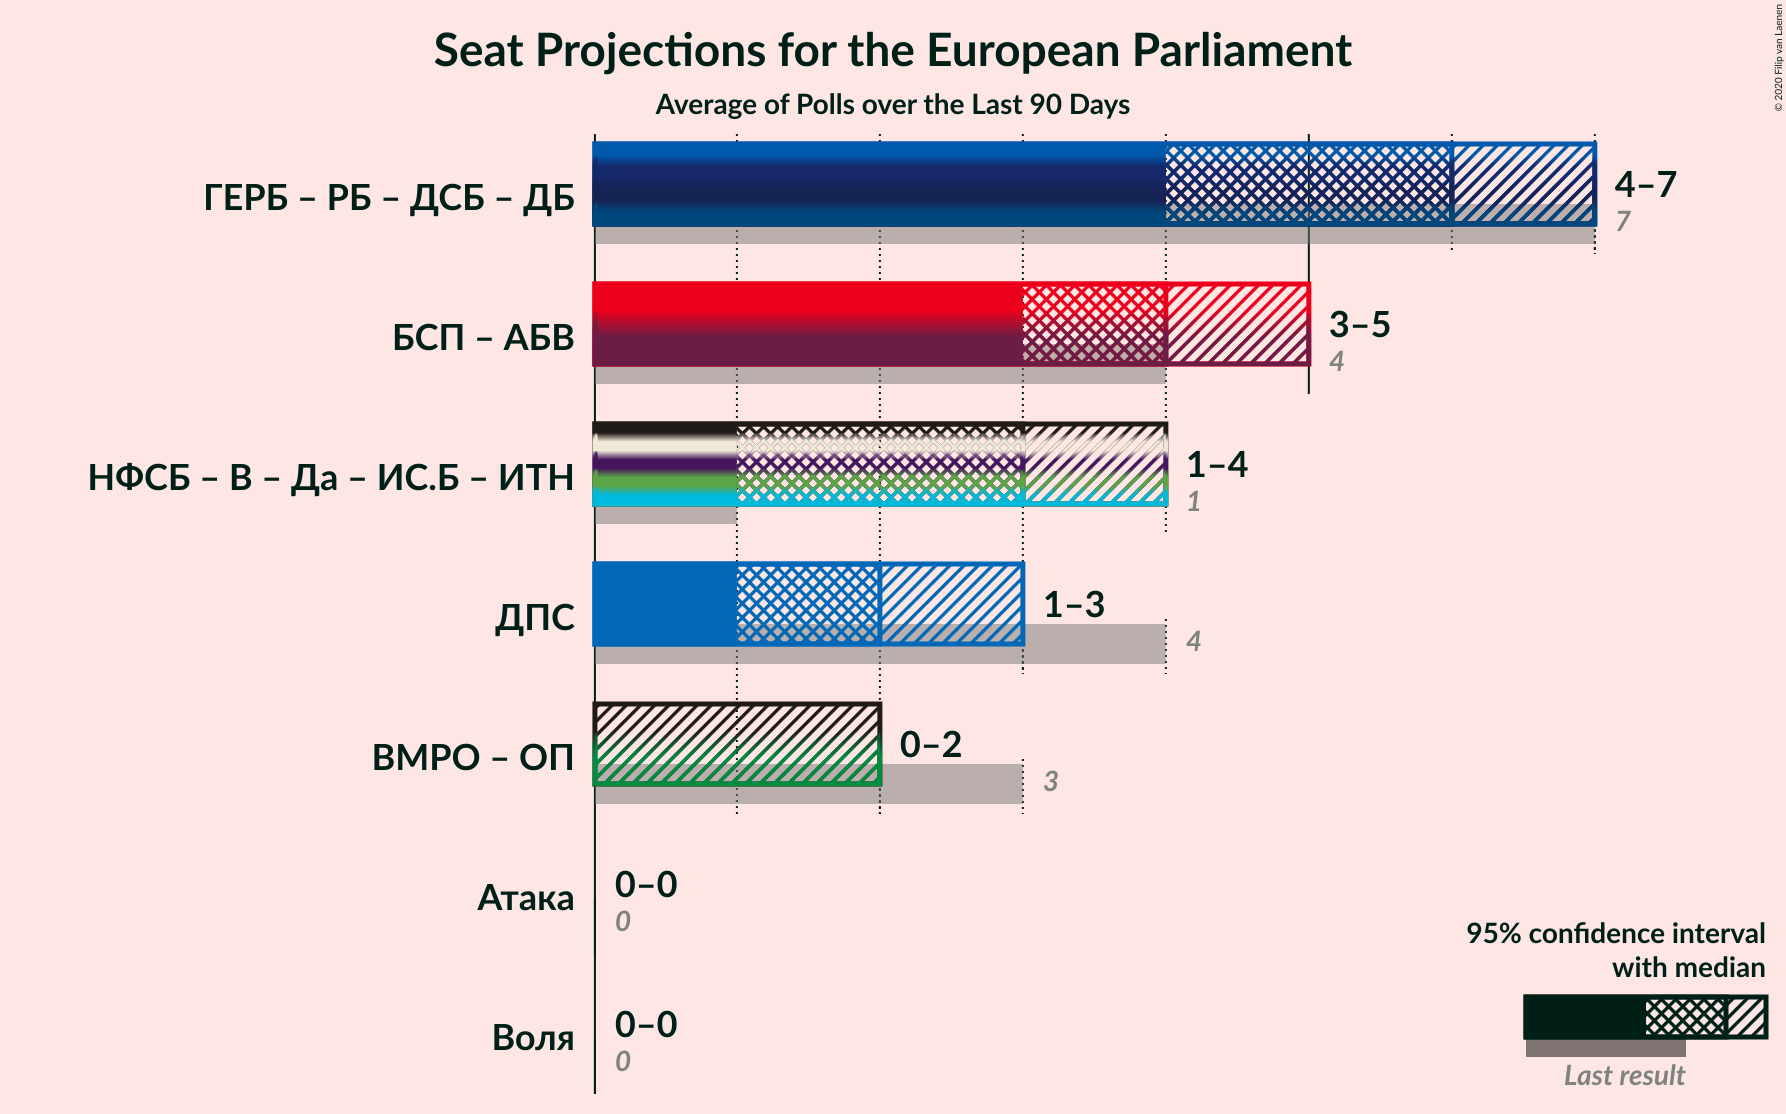 Seat Projections for the European Parliament
Average of Polls over the Last 90 Days
© 2020 Filip van Laenen
ГЕРБ – РБ – ДСБ – ДБ
4–7
7
БСП – АБВ
3–5
4
НФСБ – В – Да – ИС.Б – ИТН
1–4
1
ДПС
1–3
4
ВМРО – ОП
0–2
3
Атака
0–0
0
Воля
0–0
0
95% confidence interval
with median
Last result